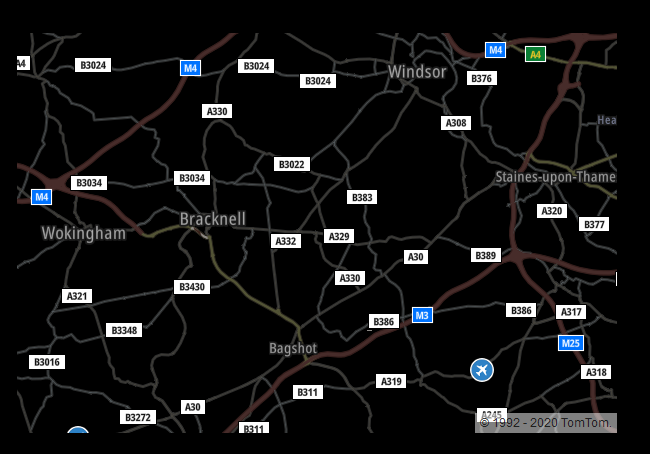 M4
A4
B3024
B3024
A4
M4
Windsor
B376
B3024
A330
A308
Hea
B3022
Staines-upon-Thame
B3034
B3034
M4
B383
A320
Bracknell
B377
Wokingham
A332
A329
A30
B389
A330
B3430
A321
B386
A317
M3
B386
B3348
M25
Bagshot
B3016
A318
A319
B311
A30
B3272
A245
© 1992 - 2020 TomTom.
B311